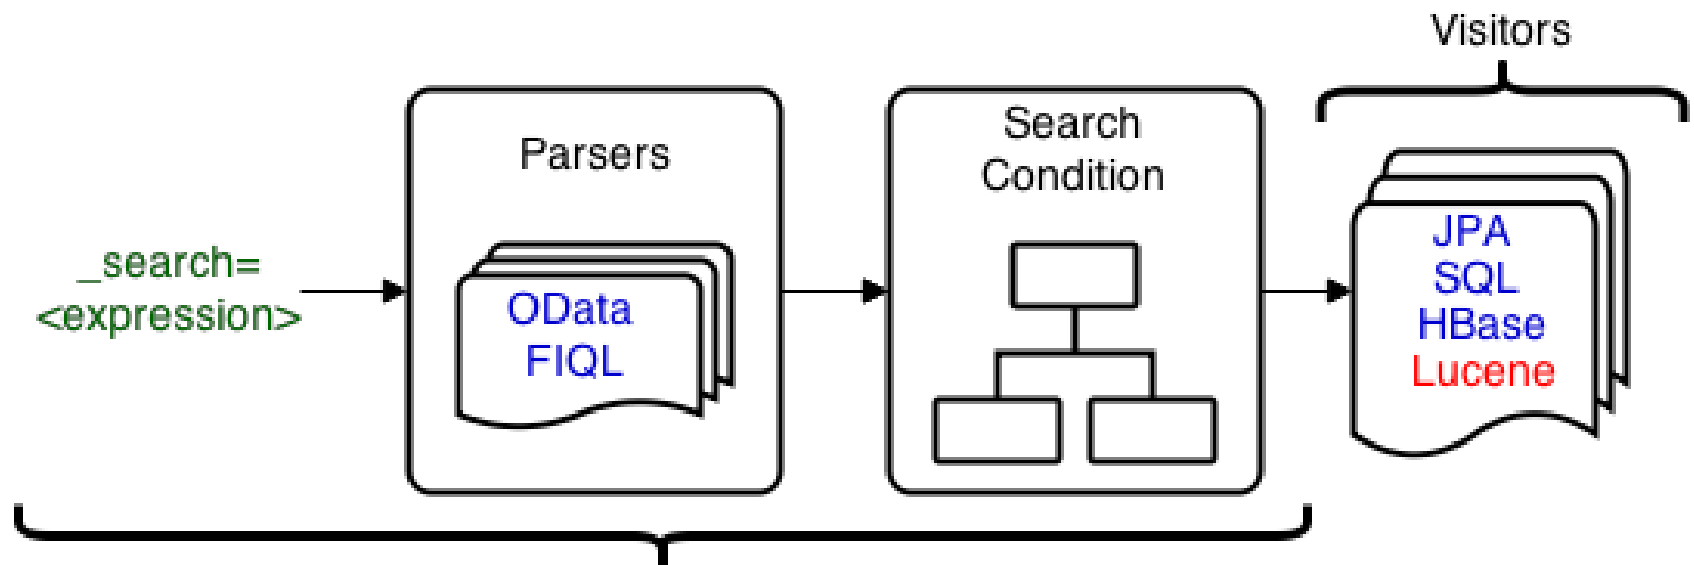 Visitors
Parsers
Search
Condition
_search=
<expression>
OData
FIQL
JPA
SQL
HBase
Lucene